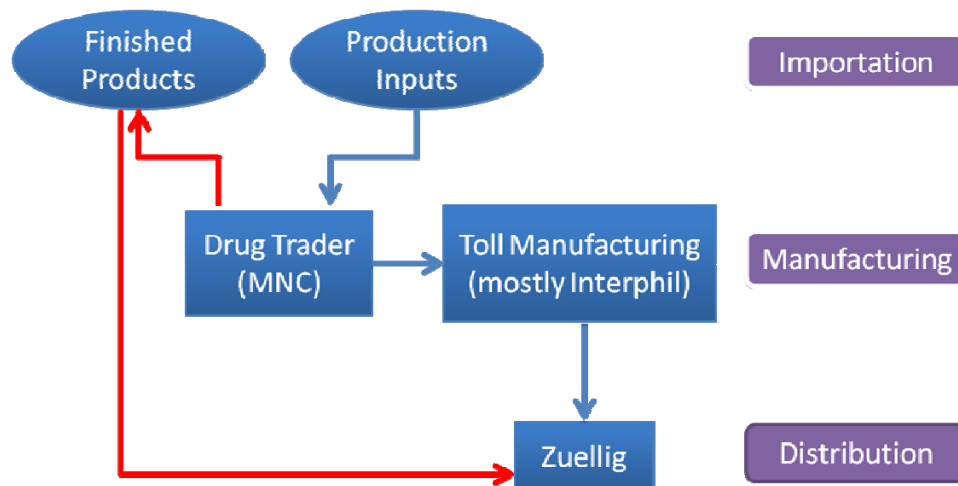 Finished
Products
Production
Inputs
Importation
Drug Trader
(MNC)
Toll Manufacturing
(mostly Interphil)
Manufacturing
Zuellig
Distribution